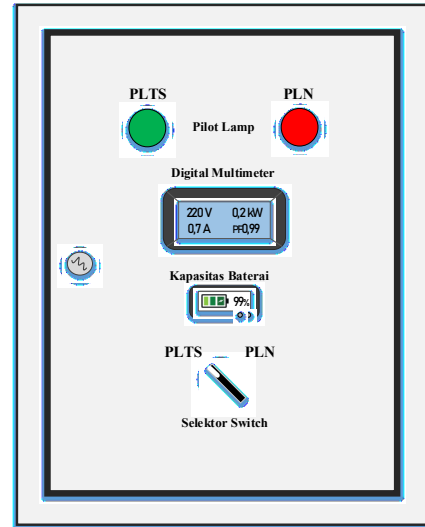 PLTS PLN
Pilot Lamp
Digital Multimeter
220 V 0,2 kW
0,7 A PF0,99
Kapasitas Baterai
99%
PLTS PLN
Selektor Switch